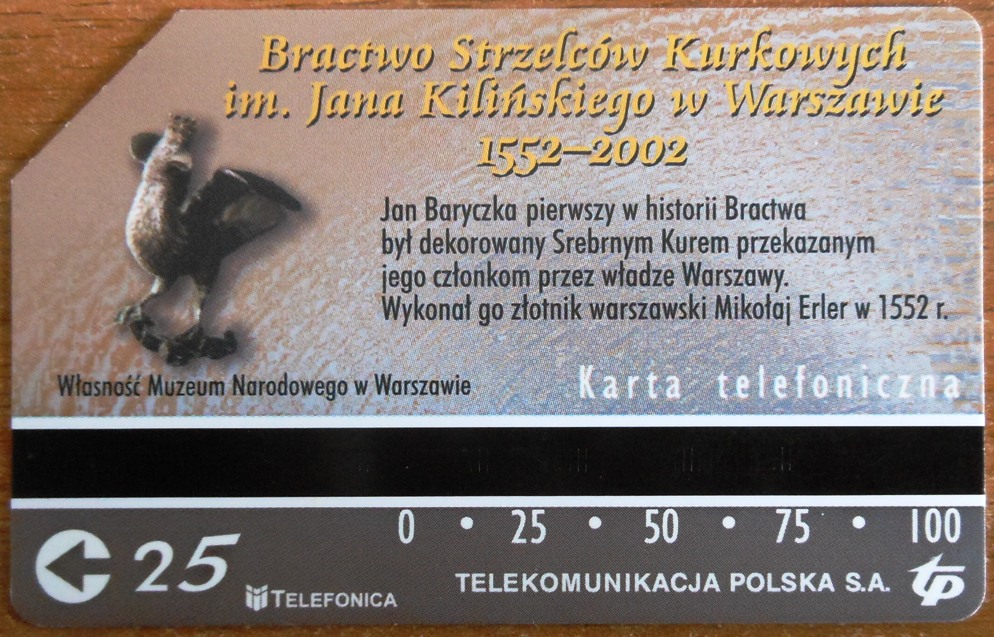 Bractwo Strzelców Kurkowych
im. Jana Kilińskiego w Warszawie
1552–2002
Jan Baryczka pierwszy w historii Bractwa
był dekorowany Srebrnym Kurem przekazanym
jego członkom przez władze Warszawy.
Wykonał go złotnik warszawski Mikołaj Erler w 1552 r.
Własność Muzeum Narodowego w Warszawie
Karta telefoniczna
0 • 25 • 50 • 75 • 100
25
TELEFONICA
TELEKOMUNIKACJA POLSKA S.A.
tp